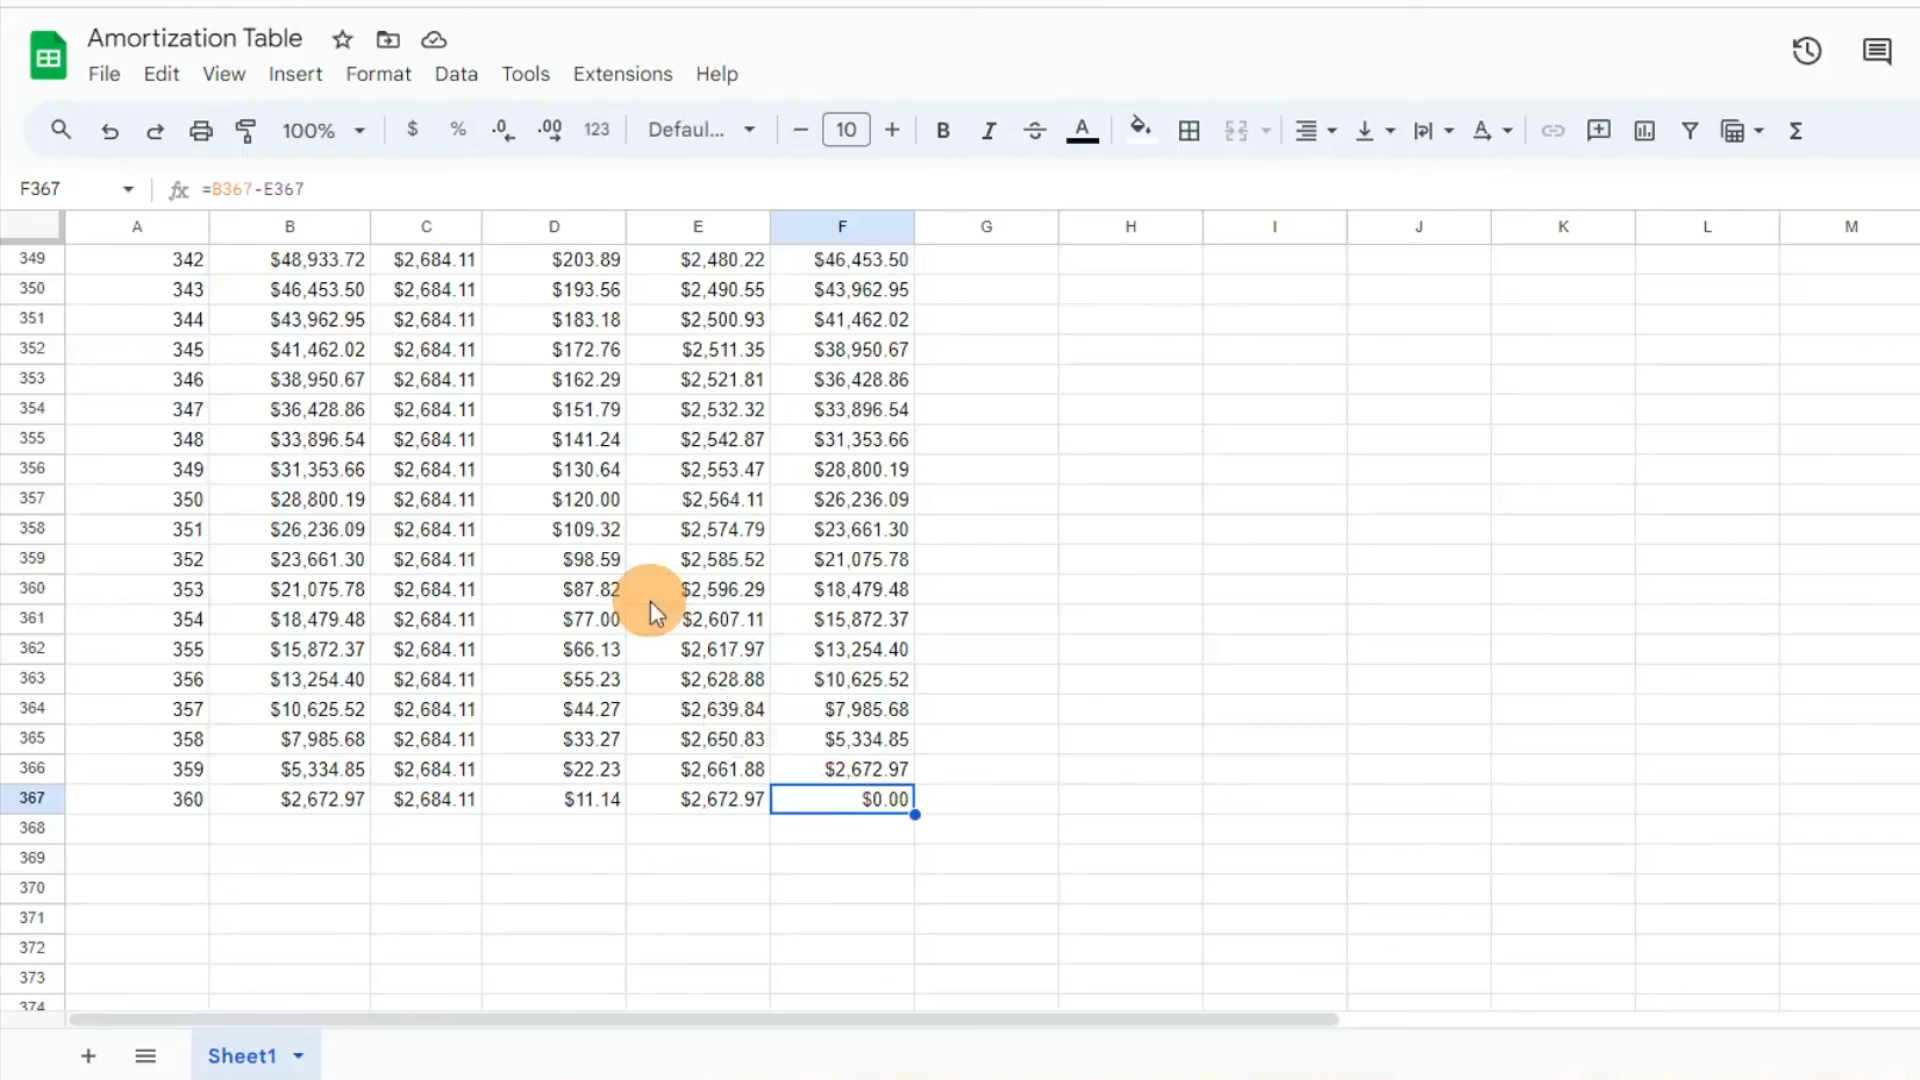 Amortization Table
File Edit View Insert Format Data Tools Extensions Help
100% $ % .0 .00 123 Defaul... 10 B I A A Σ
F367 fx =B367-E367
A B C D E F G H I J K L M
349 342 $48,933.72 $2,684.11 $203.89 $2,480.22 $46,453.50
350 343 $46,453.50 $2,684.11 $193.56 $2,490.55 $43,962.95
351 344 $43,962.95 $2,684.11 $183.18 $2,500.93 $41,462.02
352 345 $41,462.02 $2,684.11 $172.76 $2,511.35 $38,950.67
353 346 $38,950.67 $2,684.11 $162.29 $2,521.81 $36,428.86
354 347 $36,428.86 $2,684.11 $151.79 $2,532.32 $33,896.54
355 348 $33,896.54 $2,684.11 $141.24 $2,542.87 $31,353.66
356 349 $31,353.66 $2,684.11 $130.64 $2,553.47 $28,800.19
357 350 $28,800.19 $2,684.11 $120.00 $2,564.11 $26,236.09
358 351 $26,236.09 $2,684.11 $109.32 $2,574.79 $23,661.30
359 352 $23,661.30 $2,684.11 $98.59 $2,585.52 $21,075.78
360 353 $21,075.78 $2,684.11 $87.82 $2,596.29 $18,479.48
361 354 $18,479.48 $2,684.11 $77.00 $2,607.11 $15,872.37
362 355 $15,872.37 $2,684.11 $66.13 $2,617.97 $13,254.40
363 356 $13,254.40 $2,684.11 $55.23 $2,628.88 $10,625.52
364 357 $10,625.52 $2,684.11 $44.27 $2,639.84 $7,985.68
365 358 $7,985.68 $2,684.11 $33.27 $2,650.83 $5,334.85
366 359 $5,334.85 $2,684.11 $22.23 $2,661.88 $2,672.97
367 360 $2,672.97 $2,684.11 $11.14 $2,672.97 $0.00
368
369
370
371
372
373
374
Sheet1